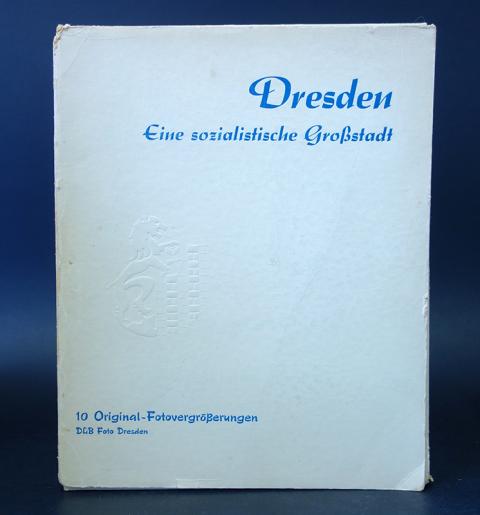 Dresden
Eine sozialistische Großstadt
10 Original-Fotovergrößerungen
DLB Foto Dresden